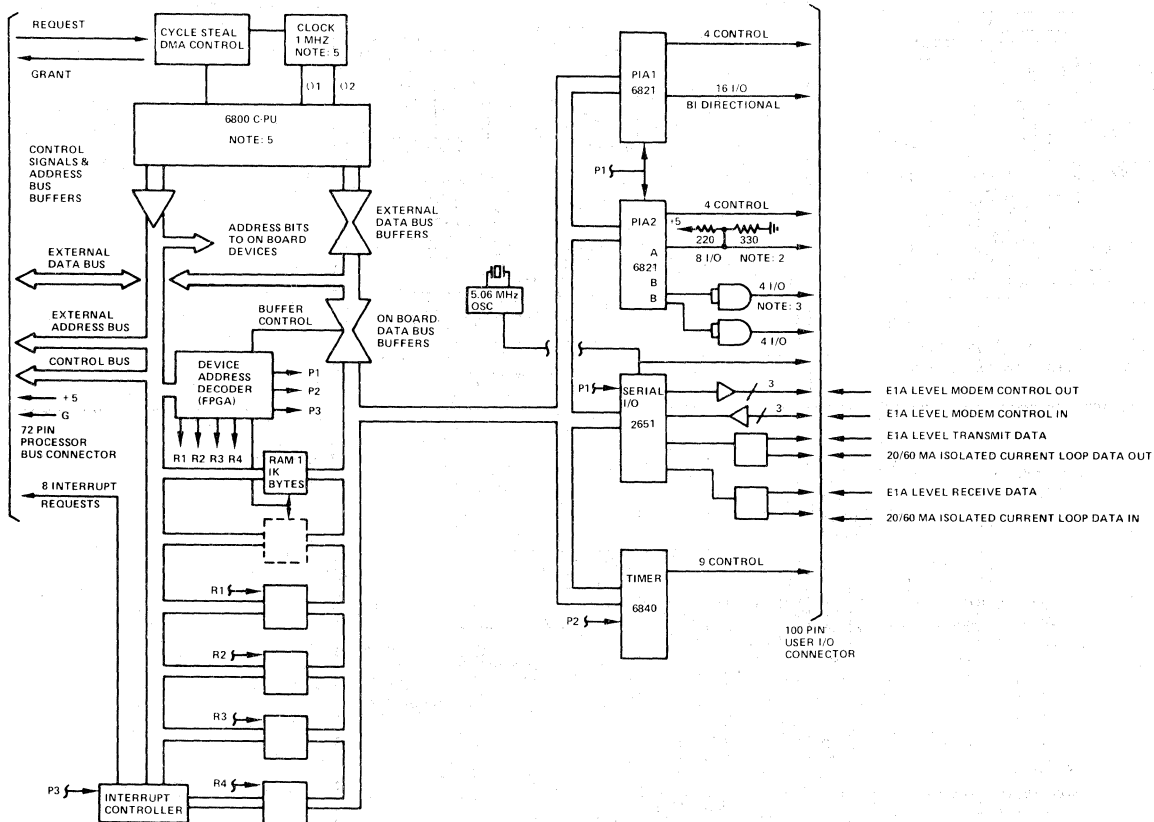 REQUEST
GRANT
CYCLE STEAL
DMA CONTROL
CLOCK
1 MHZ
NOTE: 5
()1 ()2
6800 C-PU
NOTE: 5
CONTROL
SIGNALS &
ADDRESS
BUS
BUFFERS
EXTERNAL
DATA BUS
BUFFERS
ADDRESS BITS
TO ON BOARD
DEVICES
EXTERNAL
DATA BUS
EXTERNAL
ADDRESS BUS
CONTROL BUS
BUFFER
CONTROL
ON BOARD
DATA BUS
BUFFERS
DEVICE
ADDRESS
DECODER
(FPGA)
P1
P2
P3
+5
G
72 PIN
PROCESSOR
BUS CONNECTOR
R1 R2 R3 R4
RAM 1
IK
BYTES
8 INTERRUPT
REQUESTS
R1
R2
R3
R4
P3
INTERRUPT
CONTROLLER
5.06 MHz
OSC
PIA1
6821
4 CONTROL
16 I/O
BI DIRECTIONAL
P1
PIA2
A
6821
B
B
4 CONTROL
+5
220
330
8 I/O
NOTE: 2
4 I/O
NOTE: 3
4 I/O
P1
SERIAL
I/O
2651
3
3
E1A LEVEL MODEM CONTROL OUT
E1A LEVEL MODEM CONTROL IN
E1A LEVEL TRANSMIT DATA
20/60 MA ISOLATED CURRENT LOOP DATA OUT
E1A LEVEL RECEIVE DATA
20/60 MA ISOLATED CURRENT LOOP DATA IN
TIMER
6840
9 CONTROL
P2
100 PIN
USER I/O
CONNECTOR